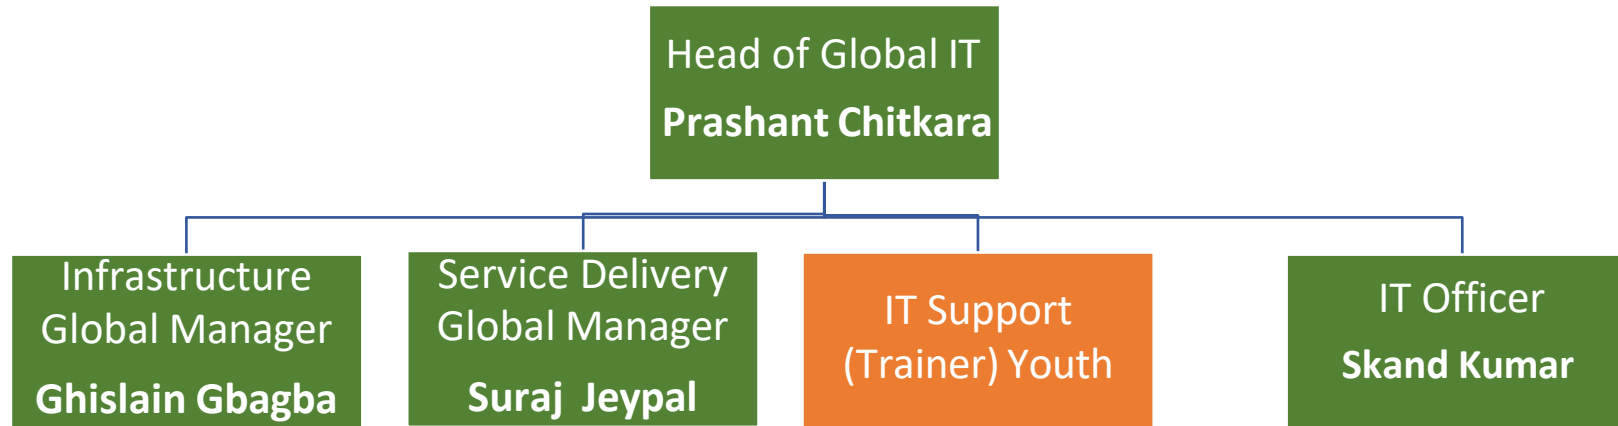 Head of Global IT
Prashant Chitkara
Infrastructure
Global Manager
Ghislain Gbagba
Service Delivery
Global Manager
Suraj  Jeypal
IT Support
(Trainer) Youth
IT Officer
Skand Kumar